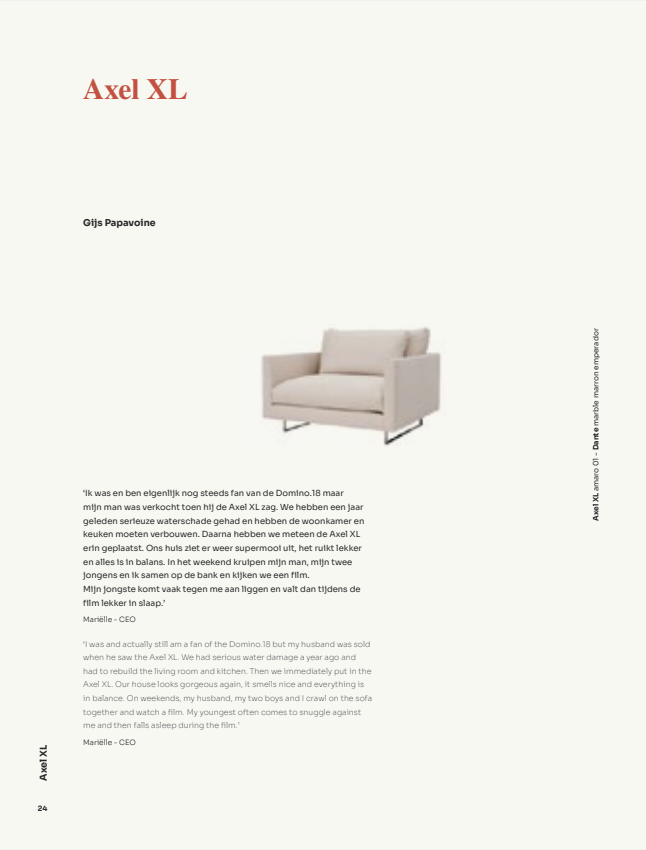 Axel XL
Gijs Papavoine
Axel XL amaro 01 - Dante marble marron emperador
'Ik was en ben eigenlijk nog steeds fan van de Domino.18 maar
mijn man was verkocht toen hij de Axel XL zag. We hebben een jaar
geleden serieuze waterschade gehad en hebben de woonkamer en
keuken moeten verbouwen. Daarna hebben we meteen de Axel XL
erin geplaatst. Ons huis ziet er weer supermooi uit, het ruikt lekker
en alles is in balans. In het weekend kruipen mijn man, mijn twee
jongens en ik samen op de bank en kijken we een film.
Mijn jongste komt vaak tegen me aan liggen en valt dan tijdens de
film lekker in slaap.'
Mariëlle - CEO
'I was and actually still am a fan of the Domino.18 but my husband was sold
when he saw the Axel XL. We had serious water damage a year ago and
had to rebuild the living room and kitchen. Then we immediately put in the
Axel XL. Our house looks gorgeous again, it smells nice and everything is
in balance. On weekends, my husband, my two boys and I crawl on the sofa
together and watch a film. My youngest often comes to snuggle against
me and then falls asleep during the film.'
Mariëlle - CEO
Axel XL
24